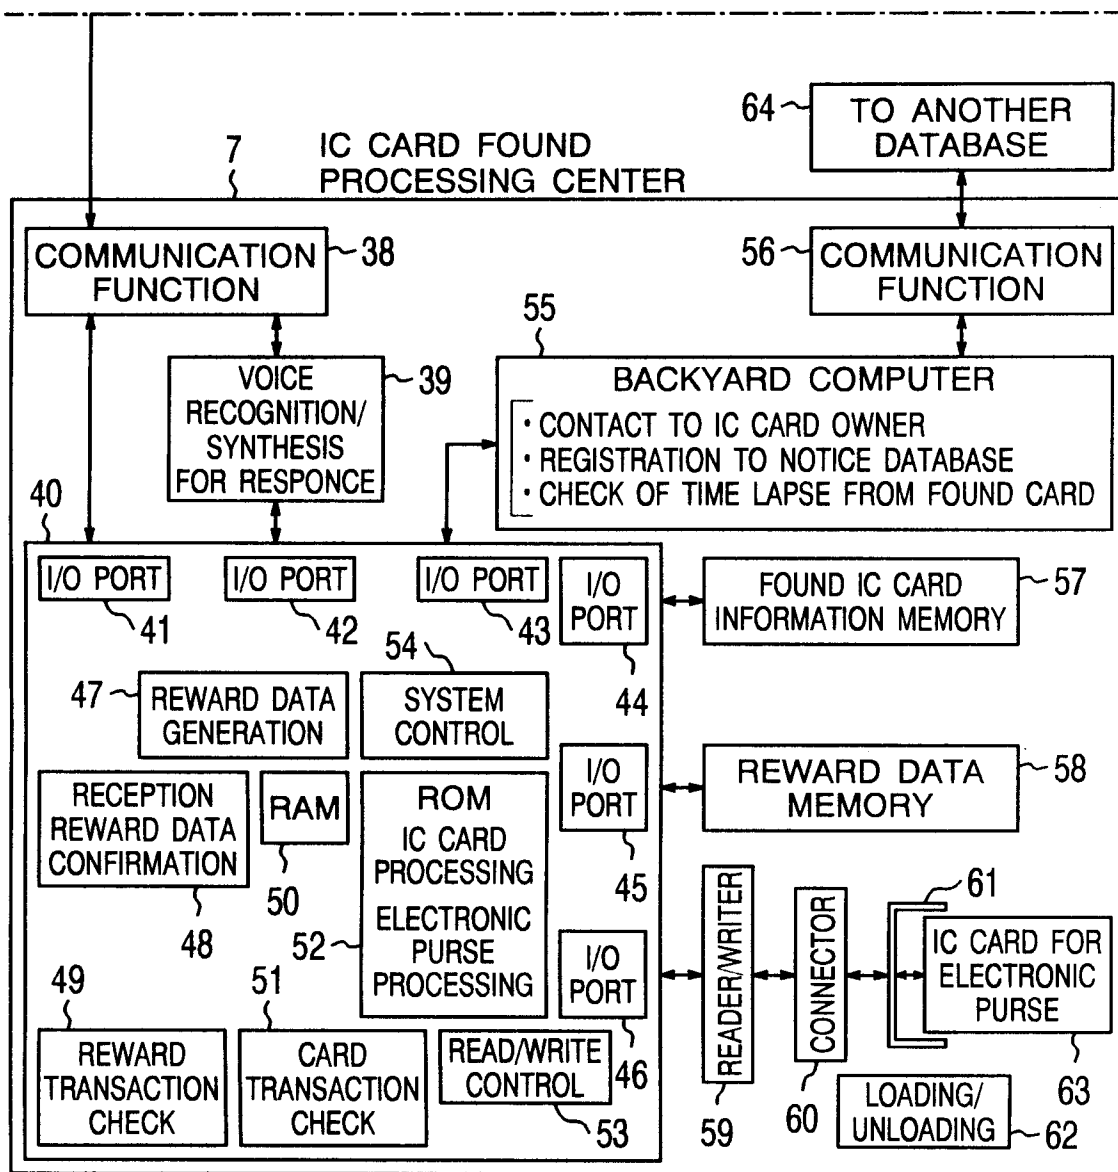 64
TO ANOTHER
DATABASE
7
IC CARD FOUND
PROCESSING CENTER
COMMUNICATION
FUNCTION
38
56
COMMUNICATION
FUNCTION
VOICE
RECOGNITION/
SYNTHESIS
FOR RESPONCE
39
55
BACKYARD COMPUTER
· CONTACT TO IC CARD OWNER
· REGISTRATION TO NOTICE DATABASE
· CHECK OF TIME LAPSE FROM FOUND CARD
40
I/O PORT
41
I/O PORT
42
I/O PORT
43
I/O
PORT
44
FOUND IC CARD
INFORMATION MEMORY
57
47
REWARD DATA
GENERATION
54
SYSTEM
CONTROL
I/O
PORT
45
REWARD DATA
MEMORY
58
RECEPTION
REWARD DATA
CONFIRMATION
48
RAM
50
52
ROM
IC CARD
PROCESSING
ELECTRONIC
PURSE
PROCESSING
I/O
PORT
46
READER/WRITER
59
CONNECTOR
60
61
IC CARD FOR
ELECTRONIC
PURSE
63
49
REWARD
TRANSACTION
CHECK
51
CARD
TRANSACTION
CHECK
READ/WRITE
CONTROL
53
LOADING/
UNLOADING
62